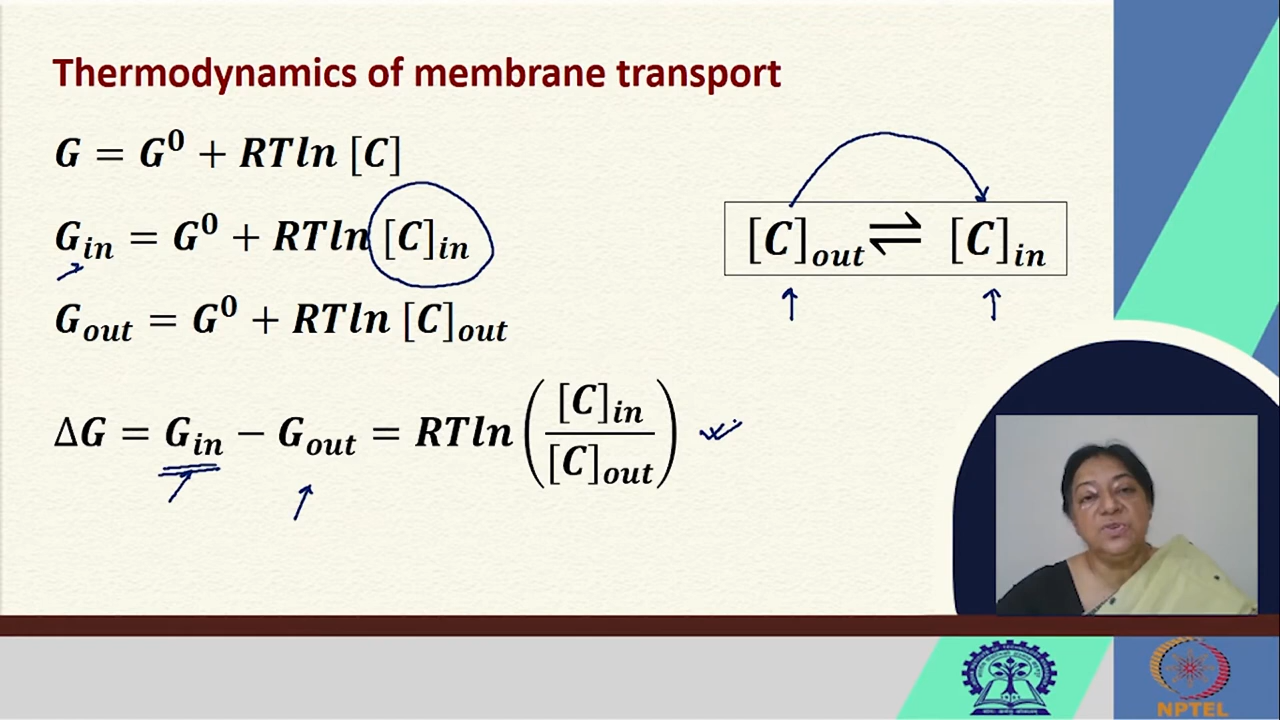 Thermodynamics of membrane transport
G = G⁰ + RTln [C]
G_in = G⁰ + RTln [C]_in
[C]_out ⇌ [C]_in
G_out = G⁰ + RTln [C]_out
ΔG = G_in − G_out = RTln ([C]_in / [C]_out)
NPTEL